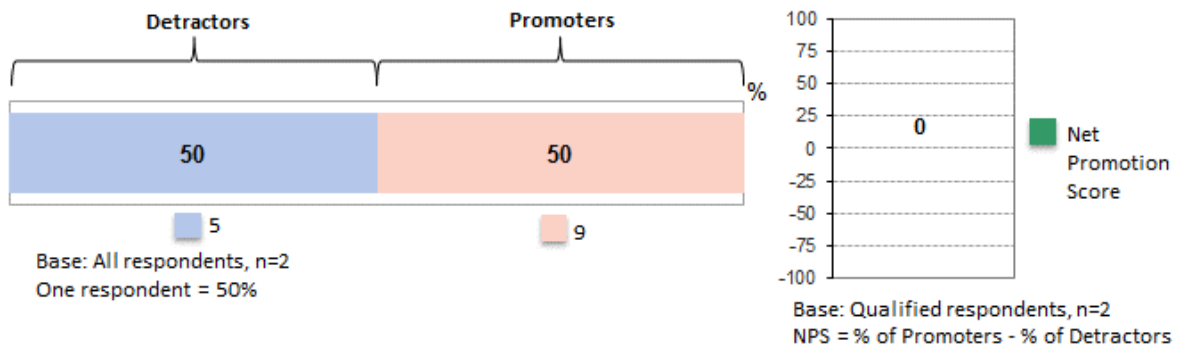 Detractors
Promoters
%
50
50
5
9
Base: All respondents, n=2
One respondent = 50%
100
75
50
25
0
-25
-50
-75
-100
0
Net
Promotion
Score
Base: Qualified respondents, n=2
NPS = % of Promoters - % of Detractors